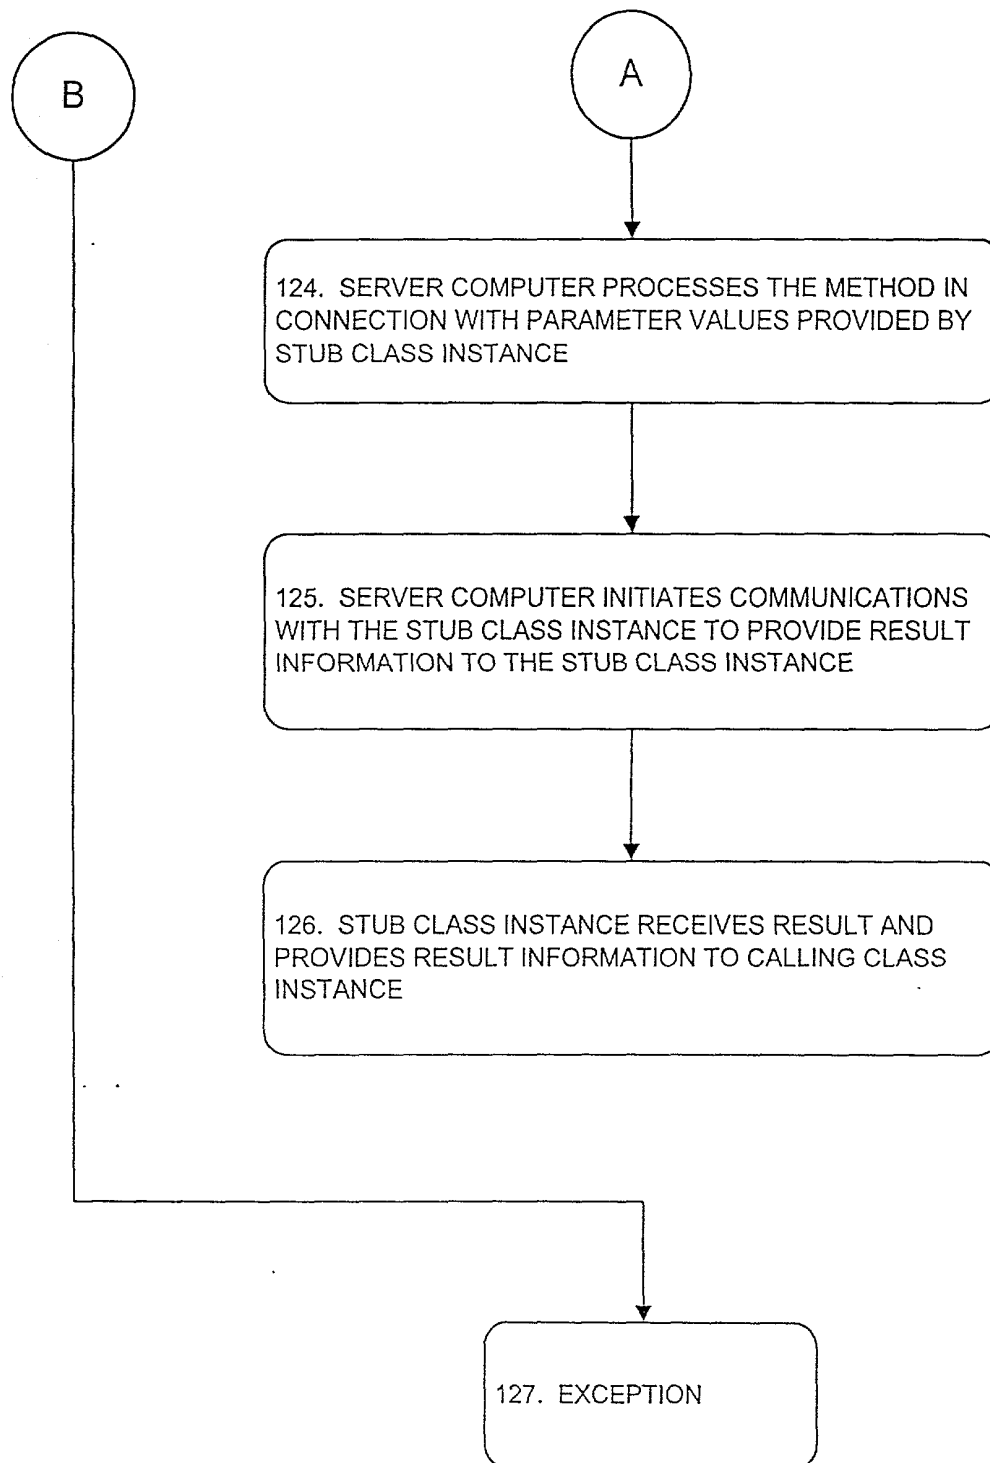 B
A
124. SERVER COMPUTER PROCESSES THE METHOD IN
CONNECTION WITH PARAMETER VALUES PROVIDED BY
STUB CLASS INSTANCE
125. SERVER COMPUTER INITIATES COMMUNICATIONS
WITH THE STUB CLASS INSTANCE TO PROVIDE RESULT
INFORMATION TO THE STUB CLASS INSTANCE
126. STUB CLASS INSTANCE RECEIVES RESULT AND
PROVIDES RESULT INFORMATION TO CALLING CLASS
INSTANCE
127. EXCEPTION